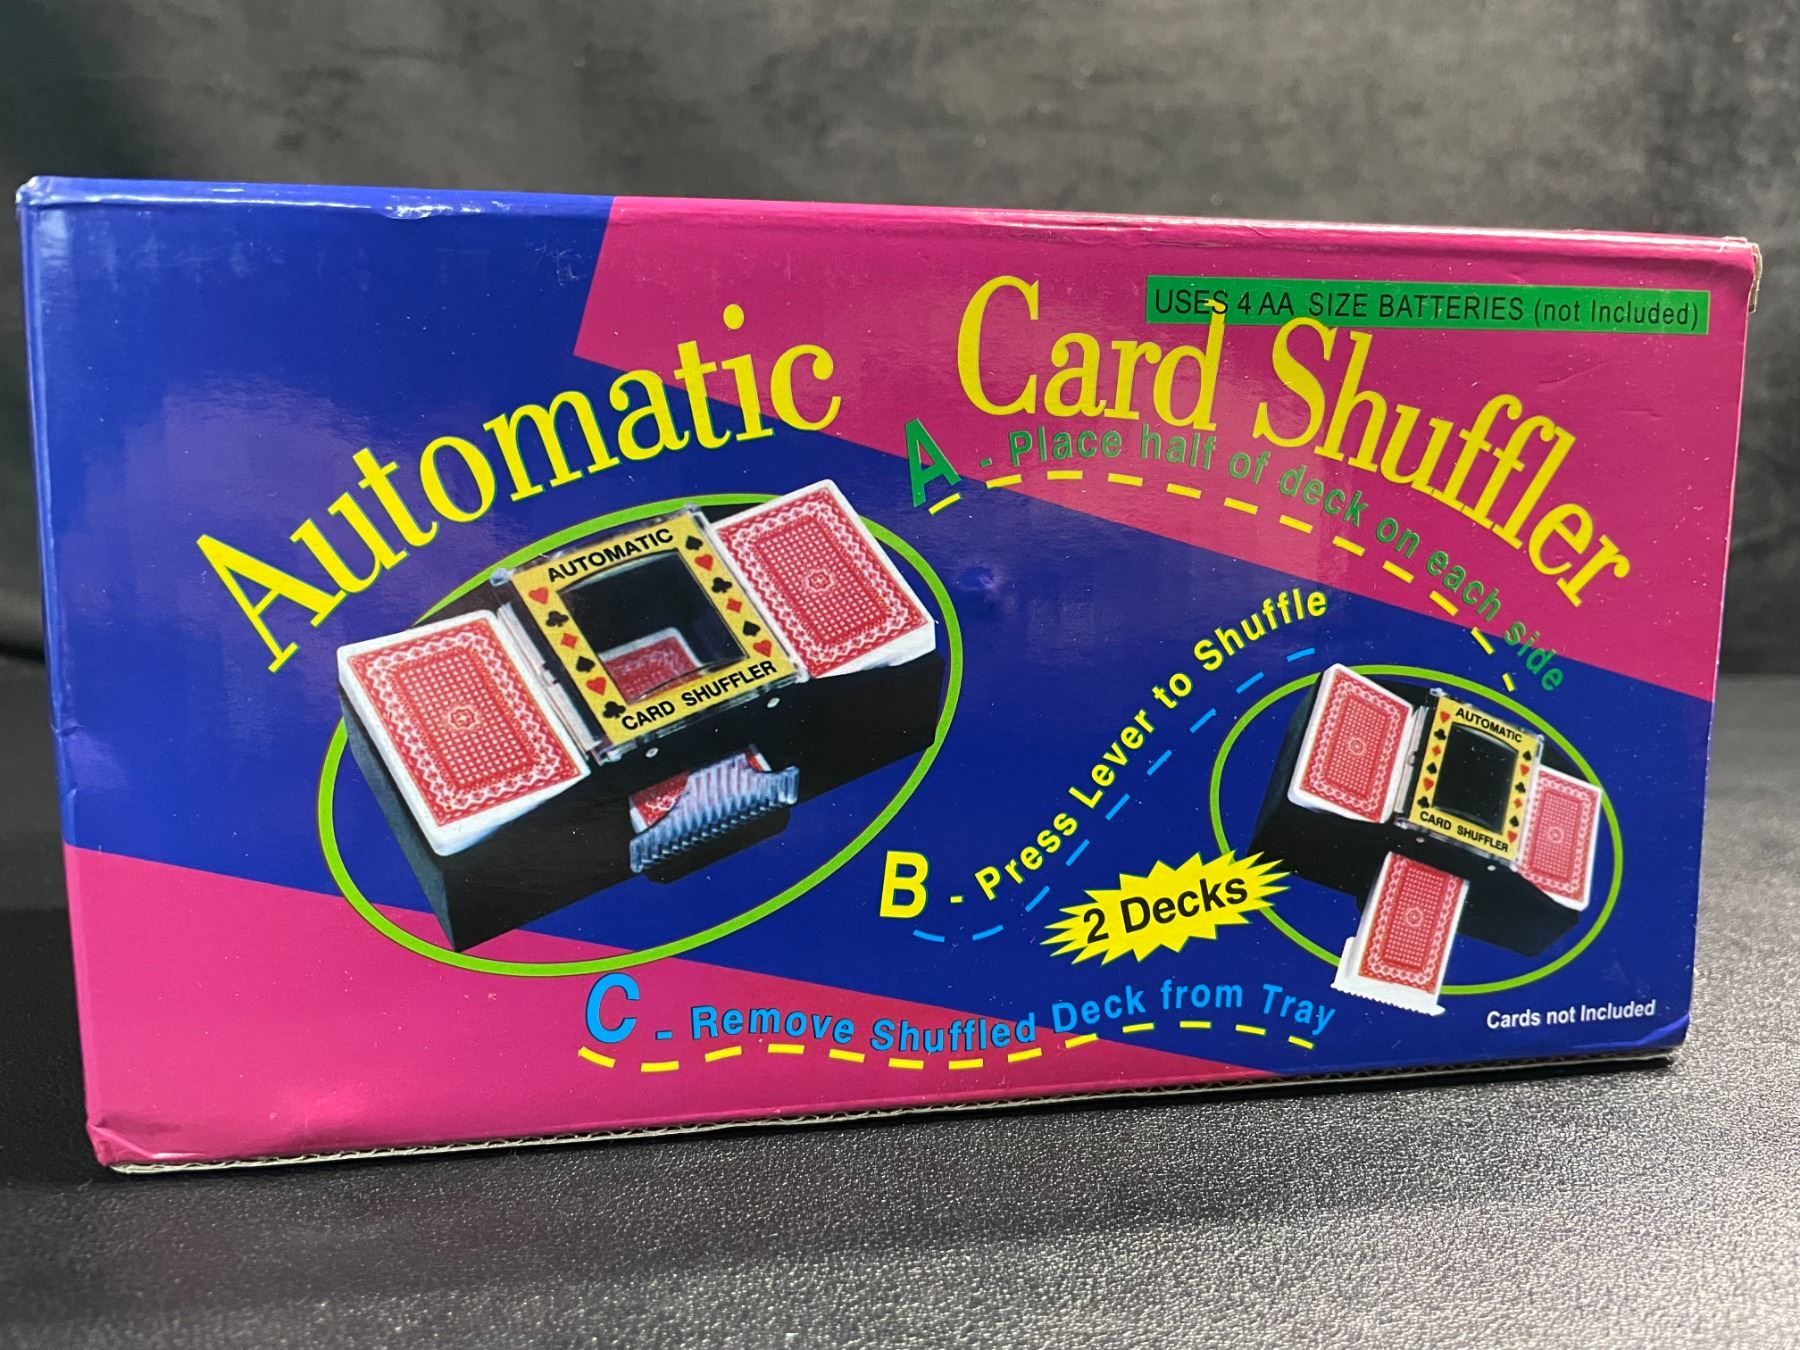 USES 4 AA SIZE BATTERIES (not Included)
Automatic Card Shuffler
A - Place half of deck on each side
AUTOMATIC
CARD SHUFFLER
B - Press Lever to Shuffle
AUTOMATIC
CARD SHUFFLER
2 Decks
C - Remove Shuffled Deck from Tray
Cards not Included